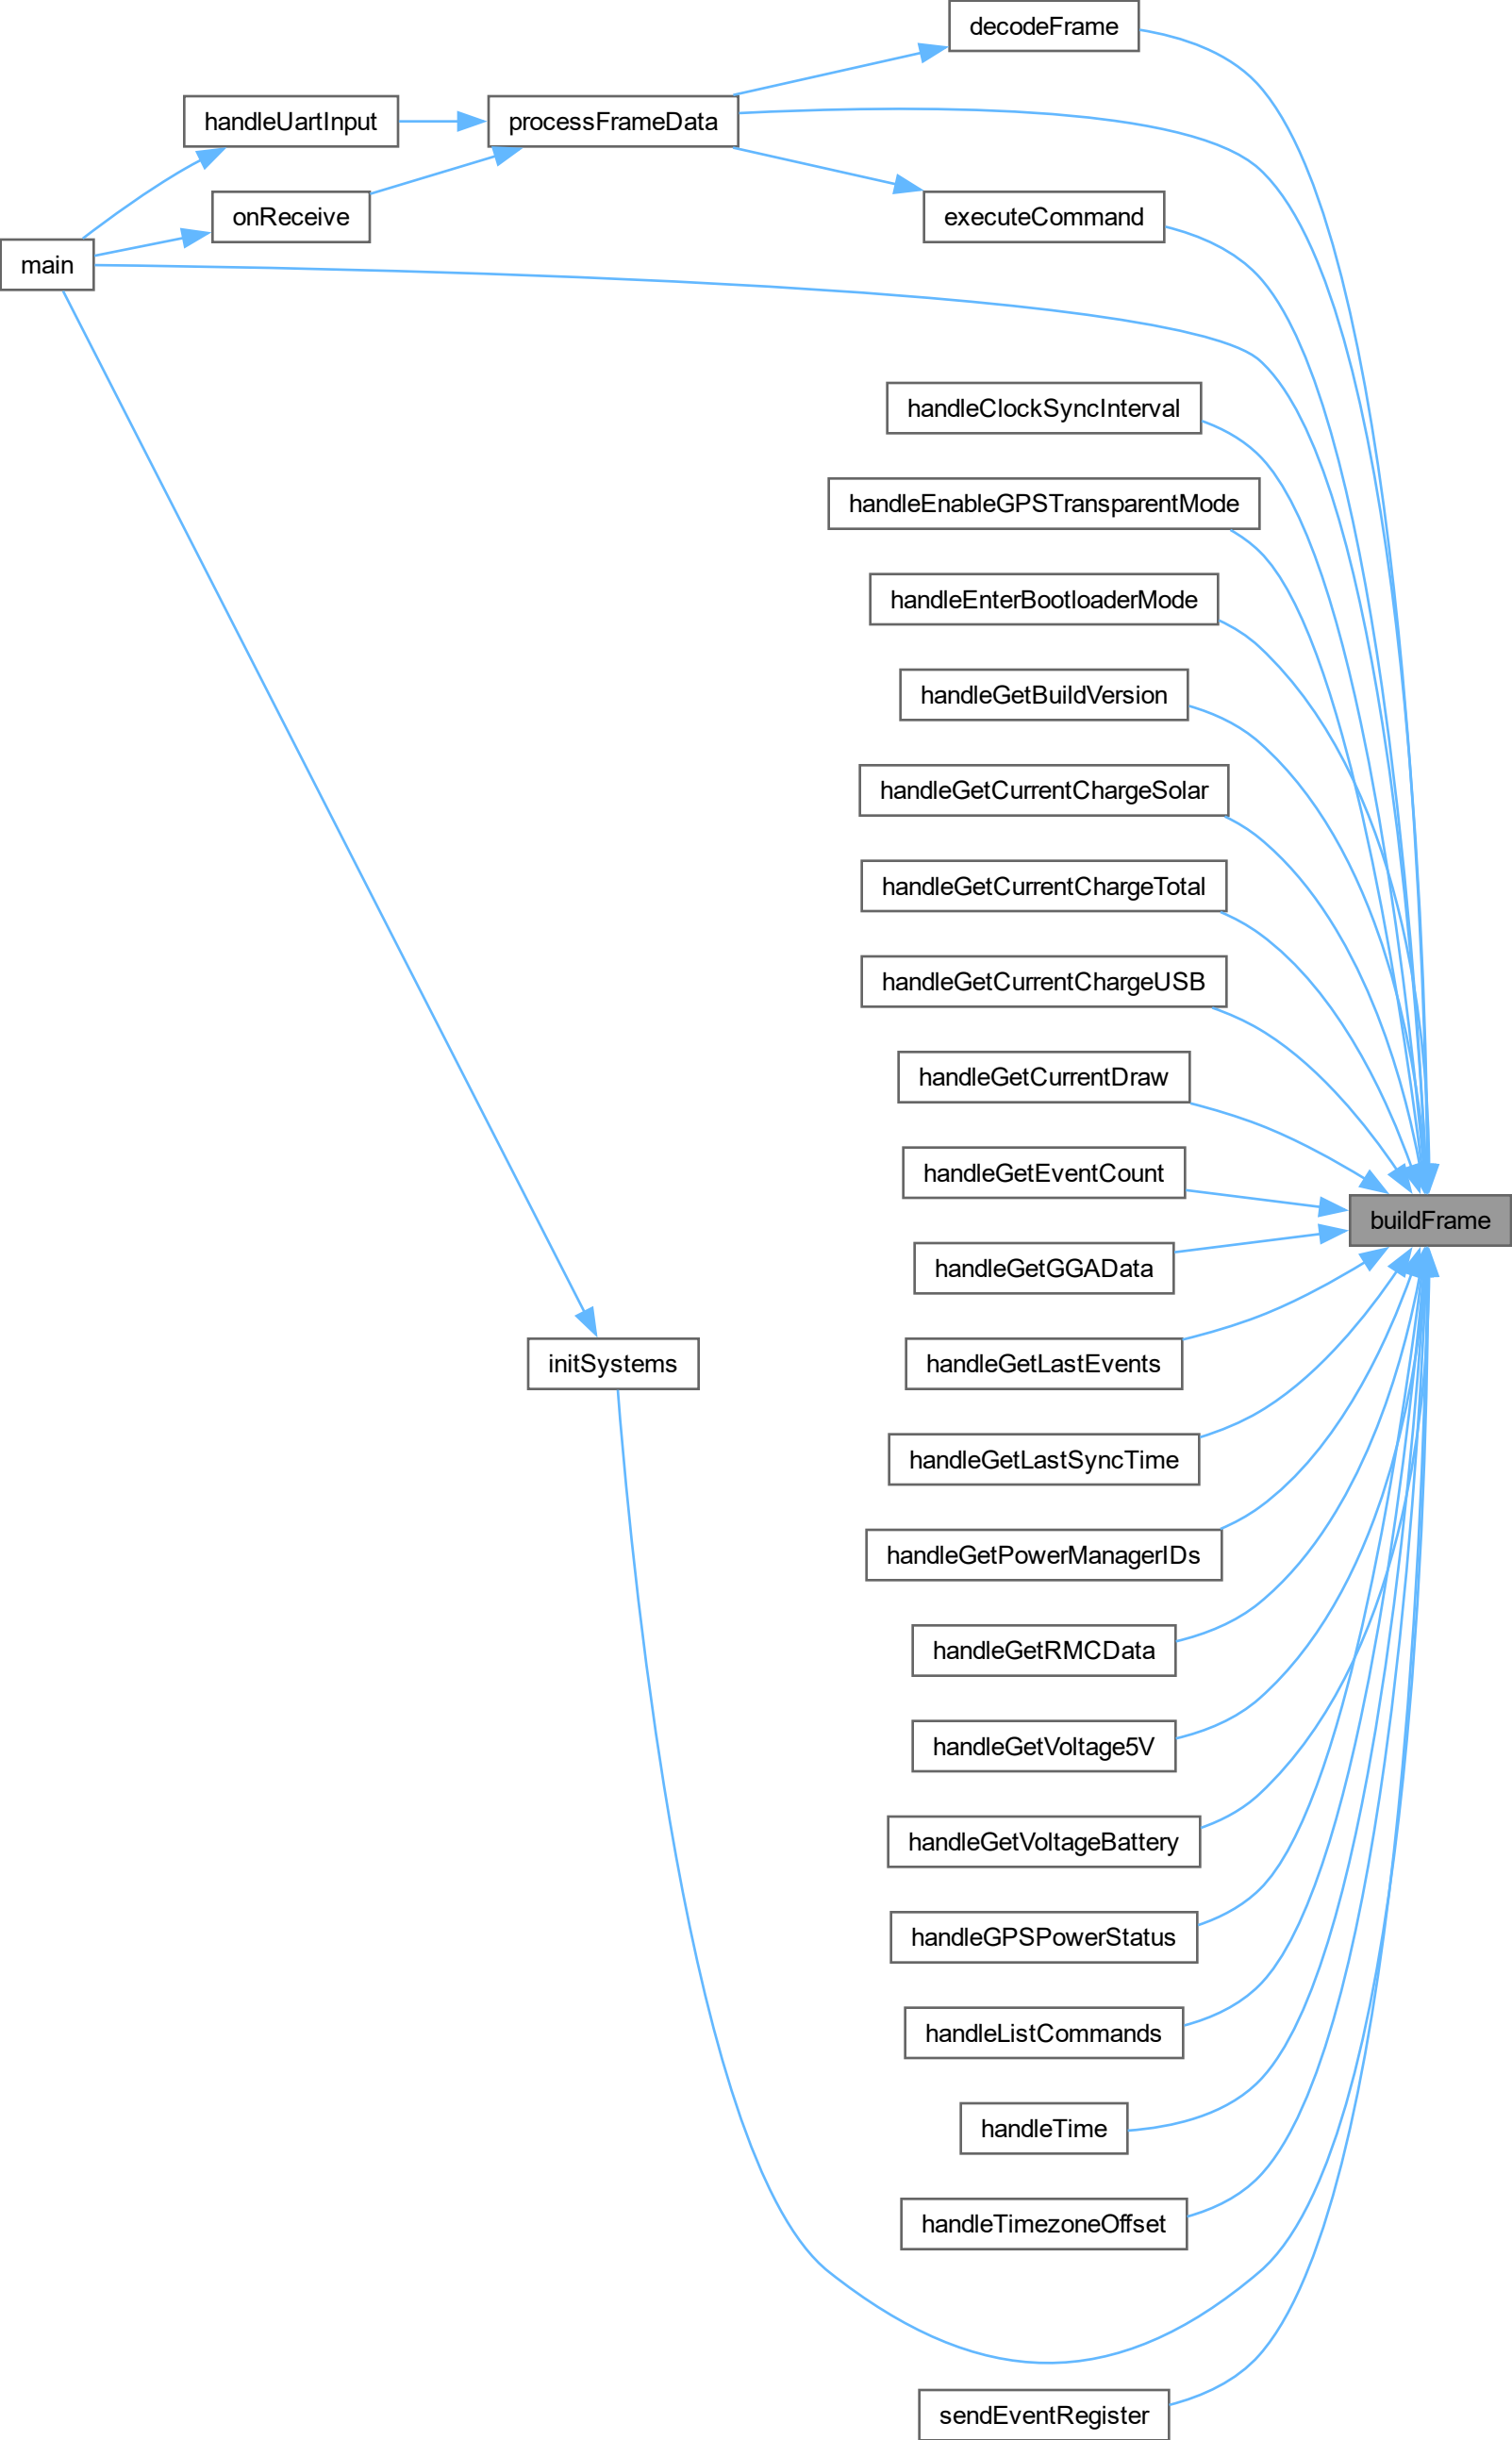 decodeFrame
handleUartInput
processFrameData
onReceive
executeCommand
main
handleClockSyncInterval
handleEnableGPSTransparentMode
handleEnterBootloaderMode
handleGetBuildVersion
handleGetCurrentChargeSolar
handleGetCurrentChargeTotal
handleGetCurrentChargeUSB
handleGetCurrentDraw
handleGetEventCount
buildFrame
handleGetGGAData
handleGetLastEvents
initSystems
handleGetLastSyncTime
handleGetPowerManagerIDs
handleGetRMCData
handleGetVoltage5V
handleGetVoltageBattery
handleGPSPowerStatus
handleListCommands
handleTime
handleTimezoneOffset
sendEventRegister